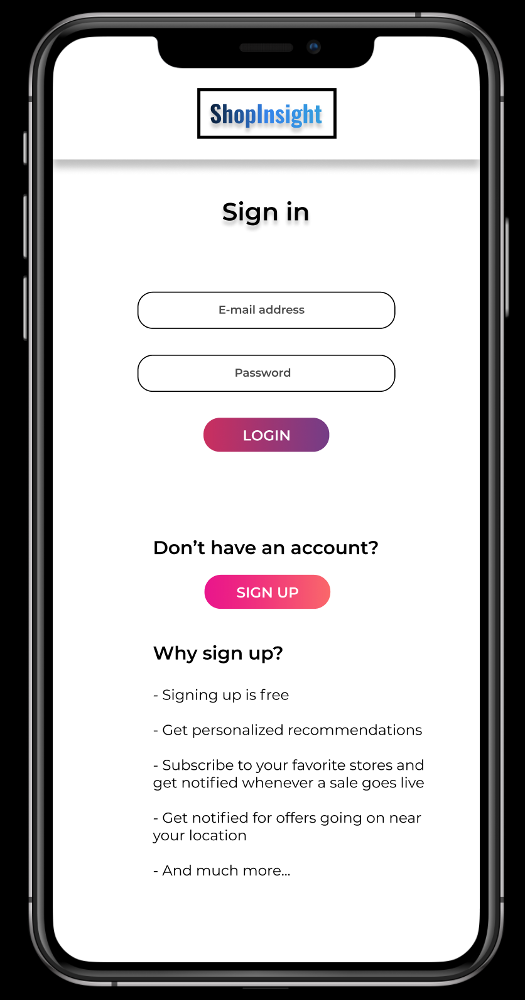 ShopInsight
Sign in
E-mail address
Password
LOGIN
Don’t have an account?
SIGN UP
Why sign up?
- Signing up is free
- Get personalized recommendations
- Subscribe to your favorite stores and
get notified whenever a sale goes live
- Get notified for offers going on near
your location
- And much more...